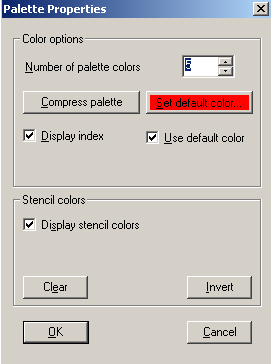 Palette Properties
Color options
Number of palette colors 5
Compress palette Set default color...
Display index Use default color
Stencil colors
Display stencil colors
Clear Invert
OK Cancel